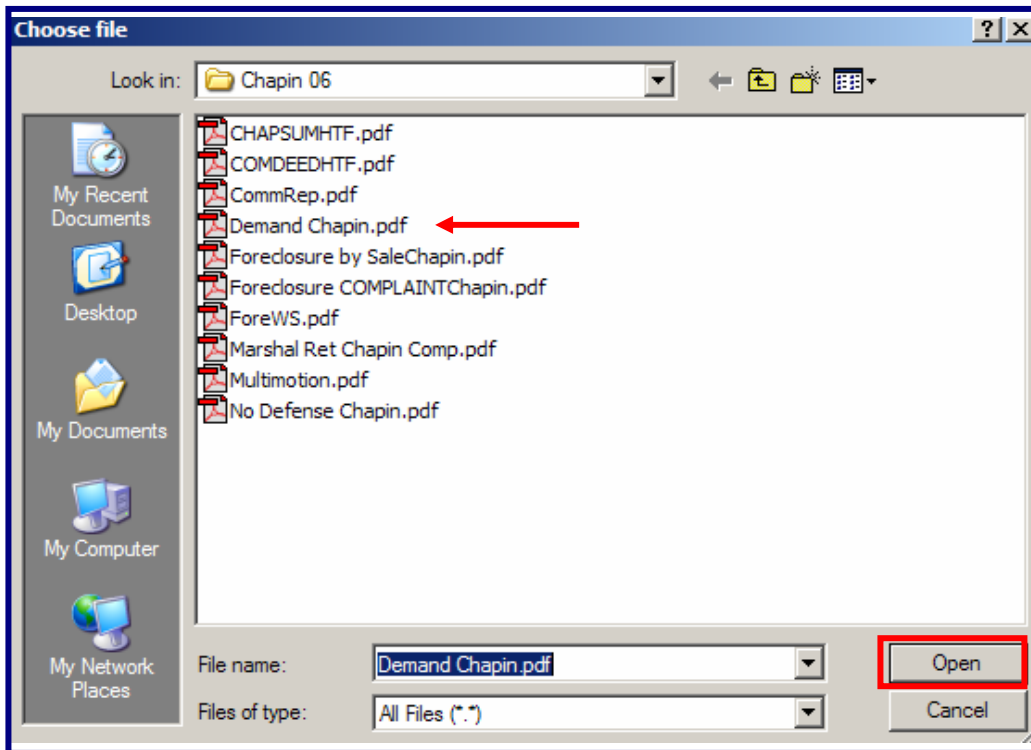 Choose file
?
X
Look in: Chapin 06
CHAPSUMHTF.pdf
COMDEEDHTF.pdf
CommRep.pdf
Demand Chapin.pdf
Foreclosure by SaleChapin.pdf
Foreclosure COMPLAINTChapin.pdf
ForeWS.pdf
Marshal Ret Chapin Comp.pdf
Multimotion.pdf
No Defense Chapin.pdf
My Recent
Documents
Desktop
My Documents
My Computer
My Network
Places
File name: Demand Chapin.pdf
Open
Files of type: All Files (*.*)
Cancel